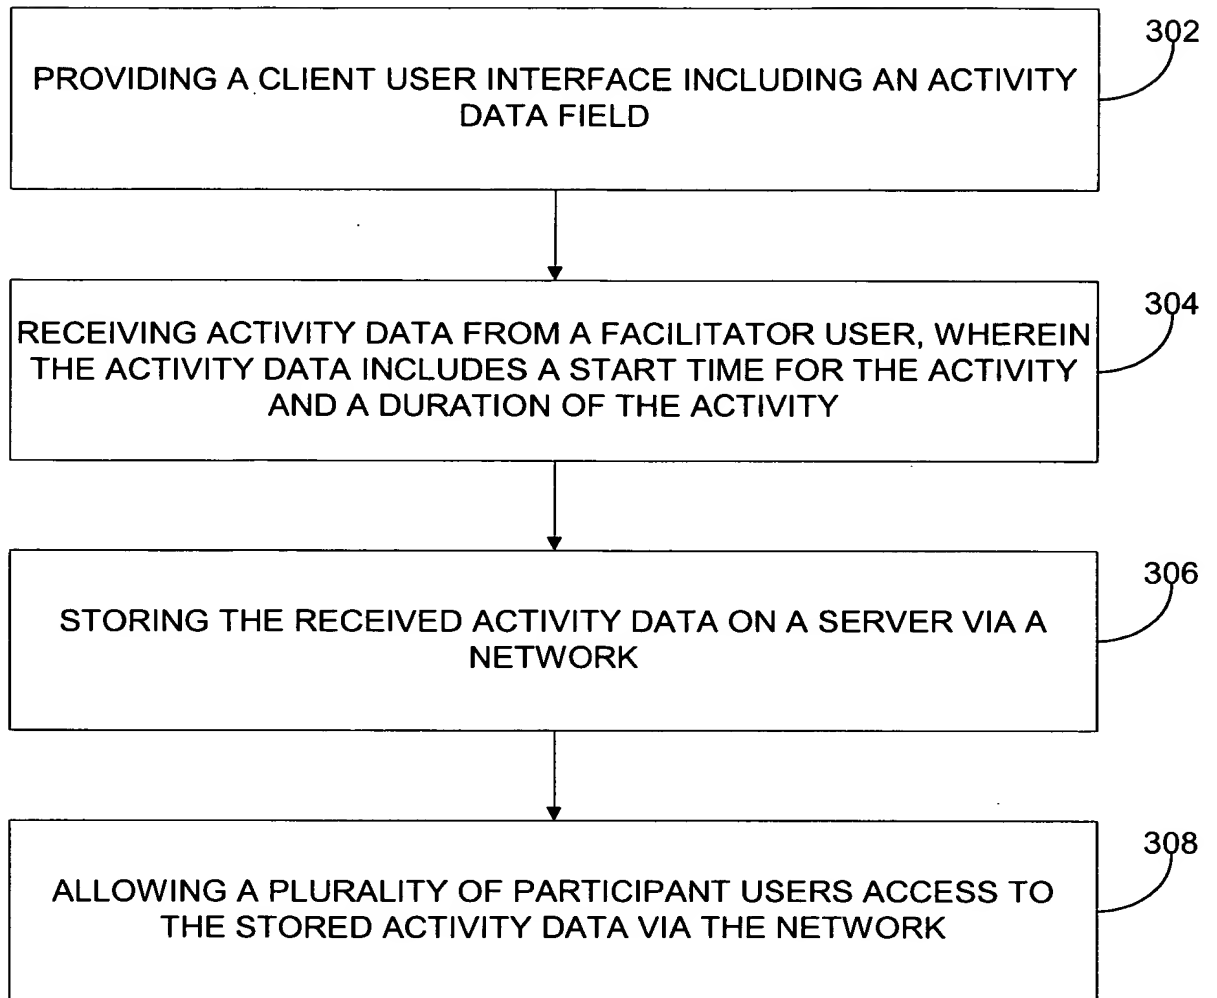 302
PROVIDING A CLIENT USER INTERFACE INCLUDING AN ACTIVITY
DATA FIELD
304
RECEIVING ACTIVITY DATA FROM A FACILITATOR USER, WHEREIN
THE ACTIVITY DATA INCLUDES A START TIME FOR THE ACTIVITY
AND A DURATION OF THE ACTIVITY
306
STORING THE RECEIVED ACTIVITY DATA ON A SERVER VIA A
NETWORK
308
ALLOWING A PLURALITY OF PARTICIPANT USERS ACCESS TO
THE STORED ACTIVITY DATA VIA THE NETWORK